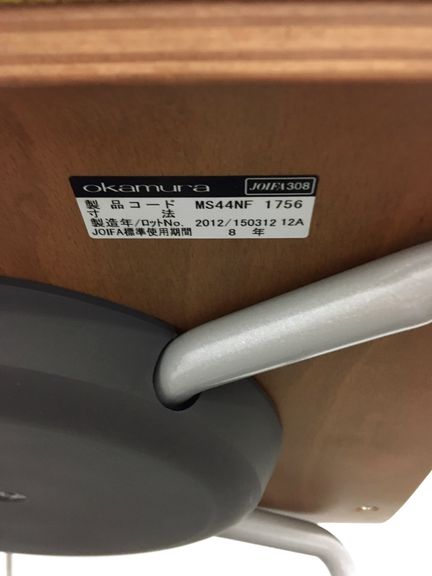 okamura JOIFA308
製品コード MS44NF 1756
寸法
製造年/ロットNo. 2012/150312 12A
JOIFA標準使用期間 8 年